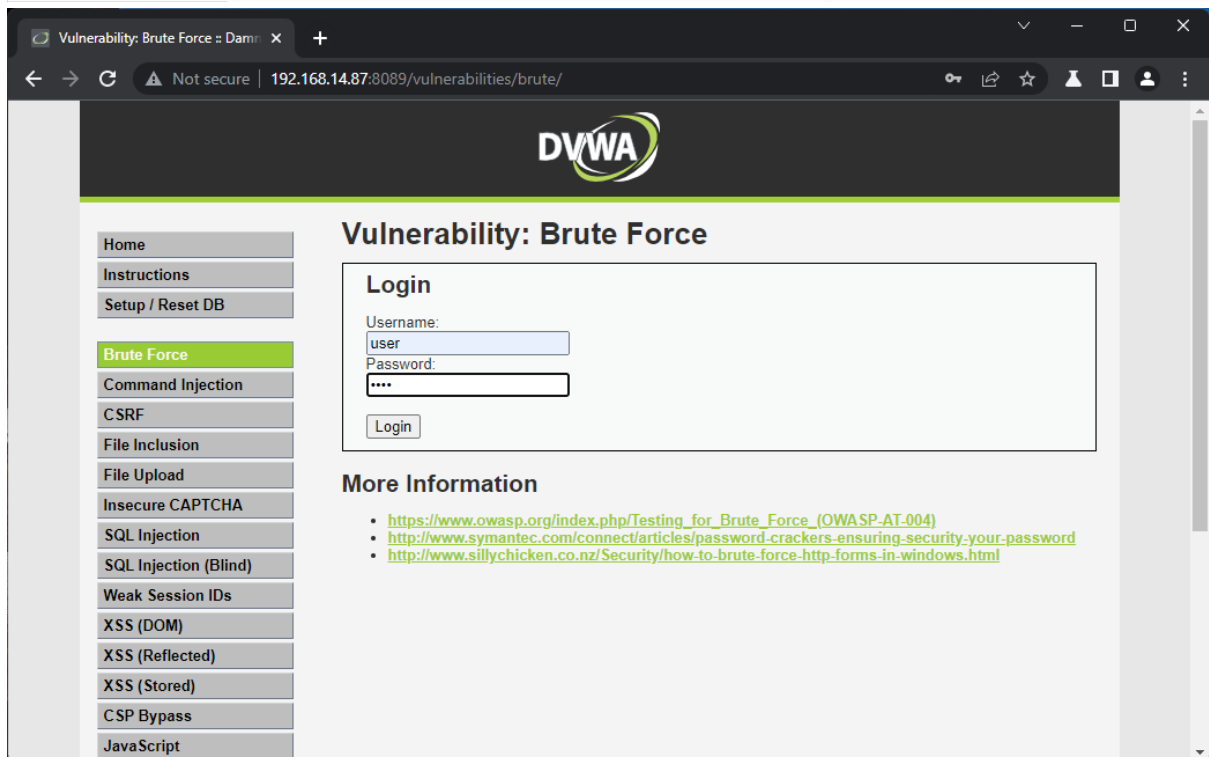 Vulnerability: Brute Force :: Damn
Not secure | 192.168.14.87:8089/vulnerabilities/brute/
DVWA
Home
Instructions
Setup / Reset DB
Brute Force
Command Injection
CSRF
File Inclusion
File Upload
Insecure CAPTCHA
SQL Injection
SQL Injection (Blind)
Weak Session IDs
XSS (DOM)
XSS (Reflected)
XSS (Stored)
CSP Bypass
JavaScript
Vulnerability: Brute Force
Login
Username:
user
Password:
••••
Login
More Information
• https://www.owasp.org/index.php/Testing_for_Brute_Force_(OWASP-AT-004)
• http://www.symantec.com/connect/articles/password-crackers-ensuring-security-your-password
• http://www.sillychicken.co.nz/Security/how-to-brute-force-http-forms-in-windows.html